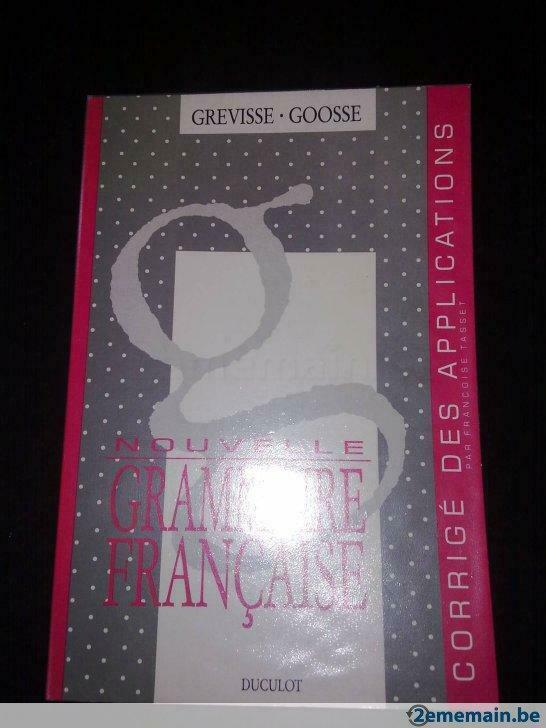 GREVISSE · GOOSSE
NOUVELLE
GRAMMAIRE
FRANÇAISE
DUCULOT
CORRIGÉ DES APPLICATIONS
PAR FRANÇOISE TASSET
2ememain.be